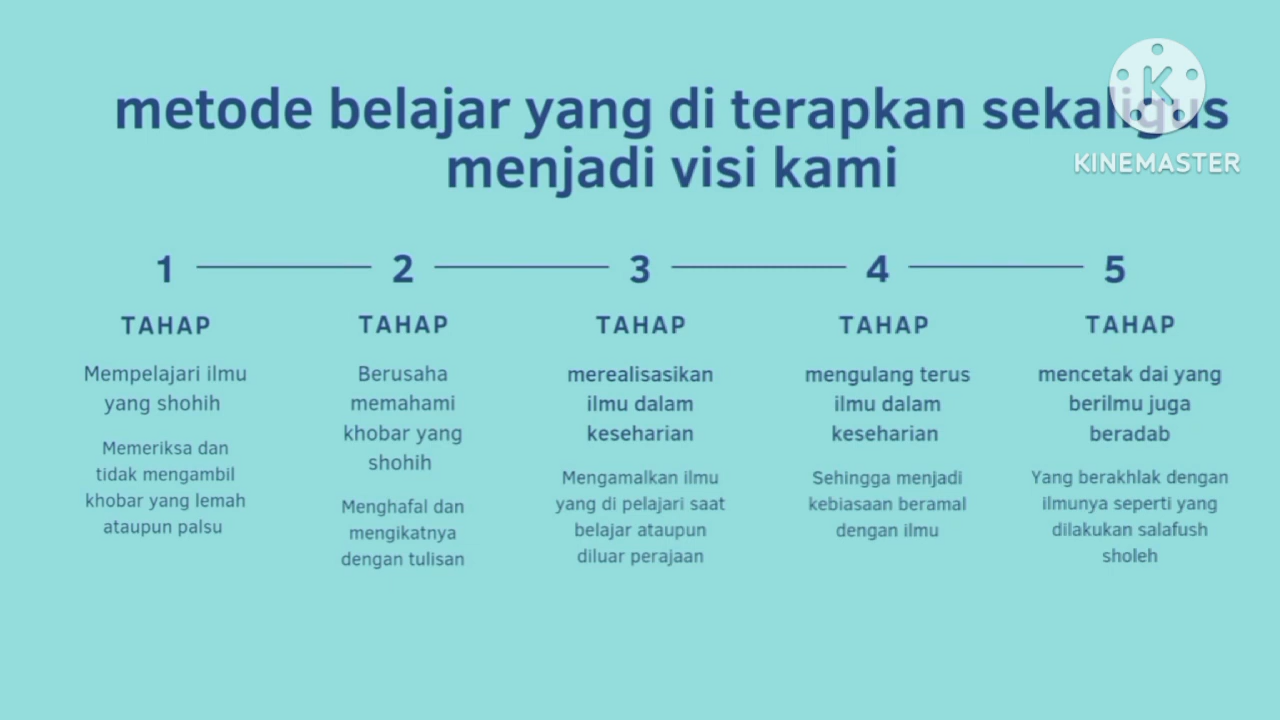 metode belajar yang di terapkan sekaligus
menjadi visi kami
KINEMASTER
1
TAHAP
Mempelajari ilmu
yang shohih
Memeriksa dan
tidak mengambil
khobar yang lemah
ataupun palsu
2
TAHAP
Berusaha
memahami
khobar yang
shohih
Menghafal dan
mengikatnya
dengan tulisan
3
TAHAP
merealisasikan
ilmu dalam
keseharian
Mengamalkan ilmu
yang di pelajari saat
belajar ataupun
diluar perajaan
4
TAHAP
mengulang terus
ilmu dalam
keseharian
Sehingga menjadi
kebiasaan beramal
dengan ilmu
5
TAHAP
mencetak dai yang
berilmu juga
beradab
Yang berakhlak dengan
ilmunya seperti yang
dilakukan salafush
sholeh